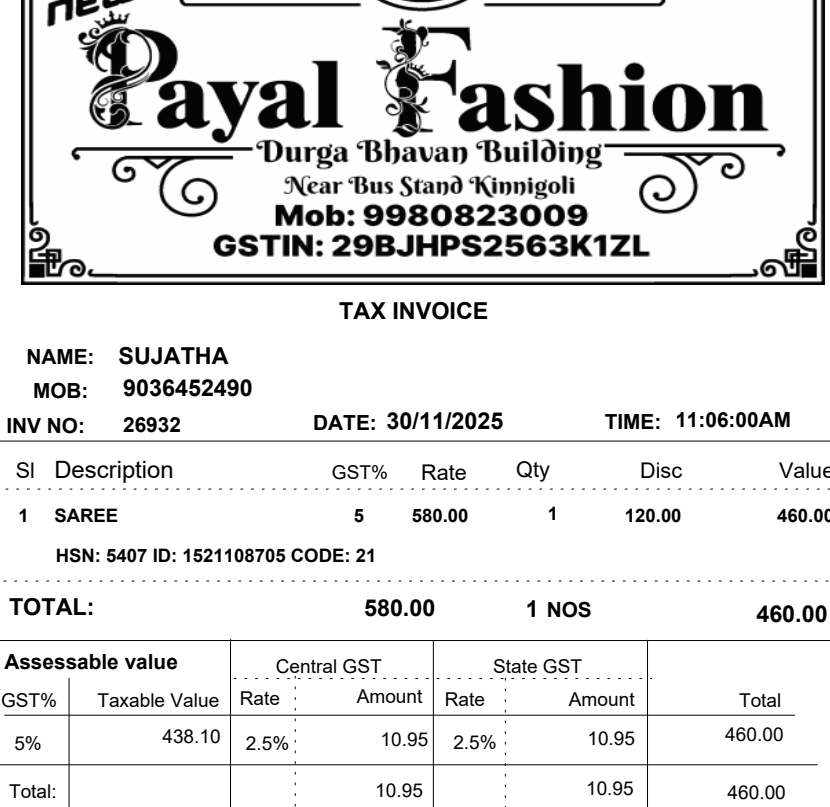 new
Payal Fashion
Durga Bhavan Building
Near Bus Stand Kinnigoli
Mob: 9980823009
GSTIN: 29BJHPS2563K1ZL
TAX INVOICE
NAME: SUJATHA
MOB: 9036452490
INV NO: 26932 DATE: 30/11/2025 TIME: 11:06:00AM
Sl Description GST% Rate Qty Disc Value
1 SAREE 5 580.00 1 120.00 460.00
HSN: 5407 ID: 1521108705 CODE: 21
TOTAL: 580.00 1 NOS 460.00
Assessable value Central GST State GST
GST% Taxable Value Rate Amount Rate Amount Total
5% 438.10 2.5% 10.95 2.5% 10.95 460.00
Total: 10.95 10.95 460.00